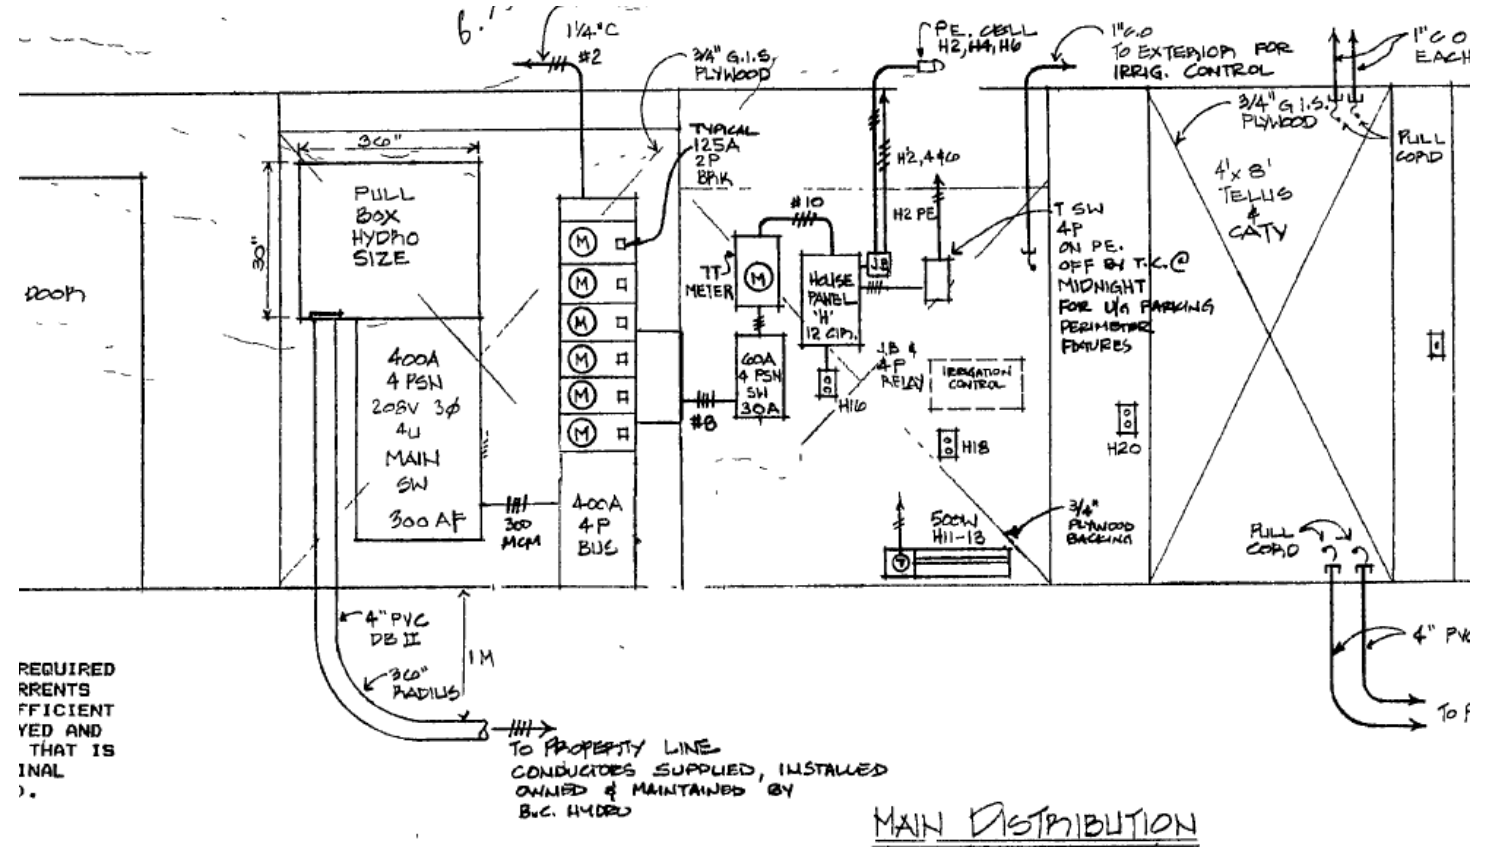 6.
1¼"C
#2
3/4" G.I.S.
PLYWOOD
P.E. CELL
H2, H4, H6
1"C.O
TO EXTERIOR FOR
IRRIG. CONTROL
1" C O
EACH
3/4" G.I.S.
PLYWOOD
PULL
CORD
TYPICAL
125A
2P
BRK
36"
30"
PULL
BOX
HYDRO
SIZE
DOOR
400A
4 PSN
208V 3Ø
4W
MAIN
SW
300 AF
300
MCM
M
M
M
M
M
M
400A
4P
BUS
#8
#10
7T
METER
M
60A
4 PSN
SW
30A
HOUSE
PANEL
'H'
12 CIR.
J.B
H2, 4 & 6
H2 PE
T SW
4P
ON PE.
OFF BY T.C. @
MIDNIGHT
FOR U/G PARKING
PERIMETER
FIXTURES
J.B &
4P
RELAY
H16
IRRIGATION
CONTROL
H18
H20
500W
H11-13
T
3/4"
PLYWOOD
BACKING
4' x 8'
TELUS
&
CATV
PULL
CORD
4" PVC
DB II
36"
RADIUS
1 M
4" PVC
TO PROPERTY LINE
CONDUCTORS SUPPLIED, INSTALLED
OWNED & MAINTAINED BY
B.C. HYDRO
TO P
REQUIRED
RRENTS
FFICIENT
YED AND
THAT IS
INAL
).
MAIN DISTRIBUTION